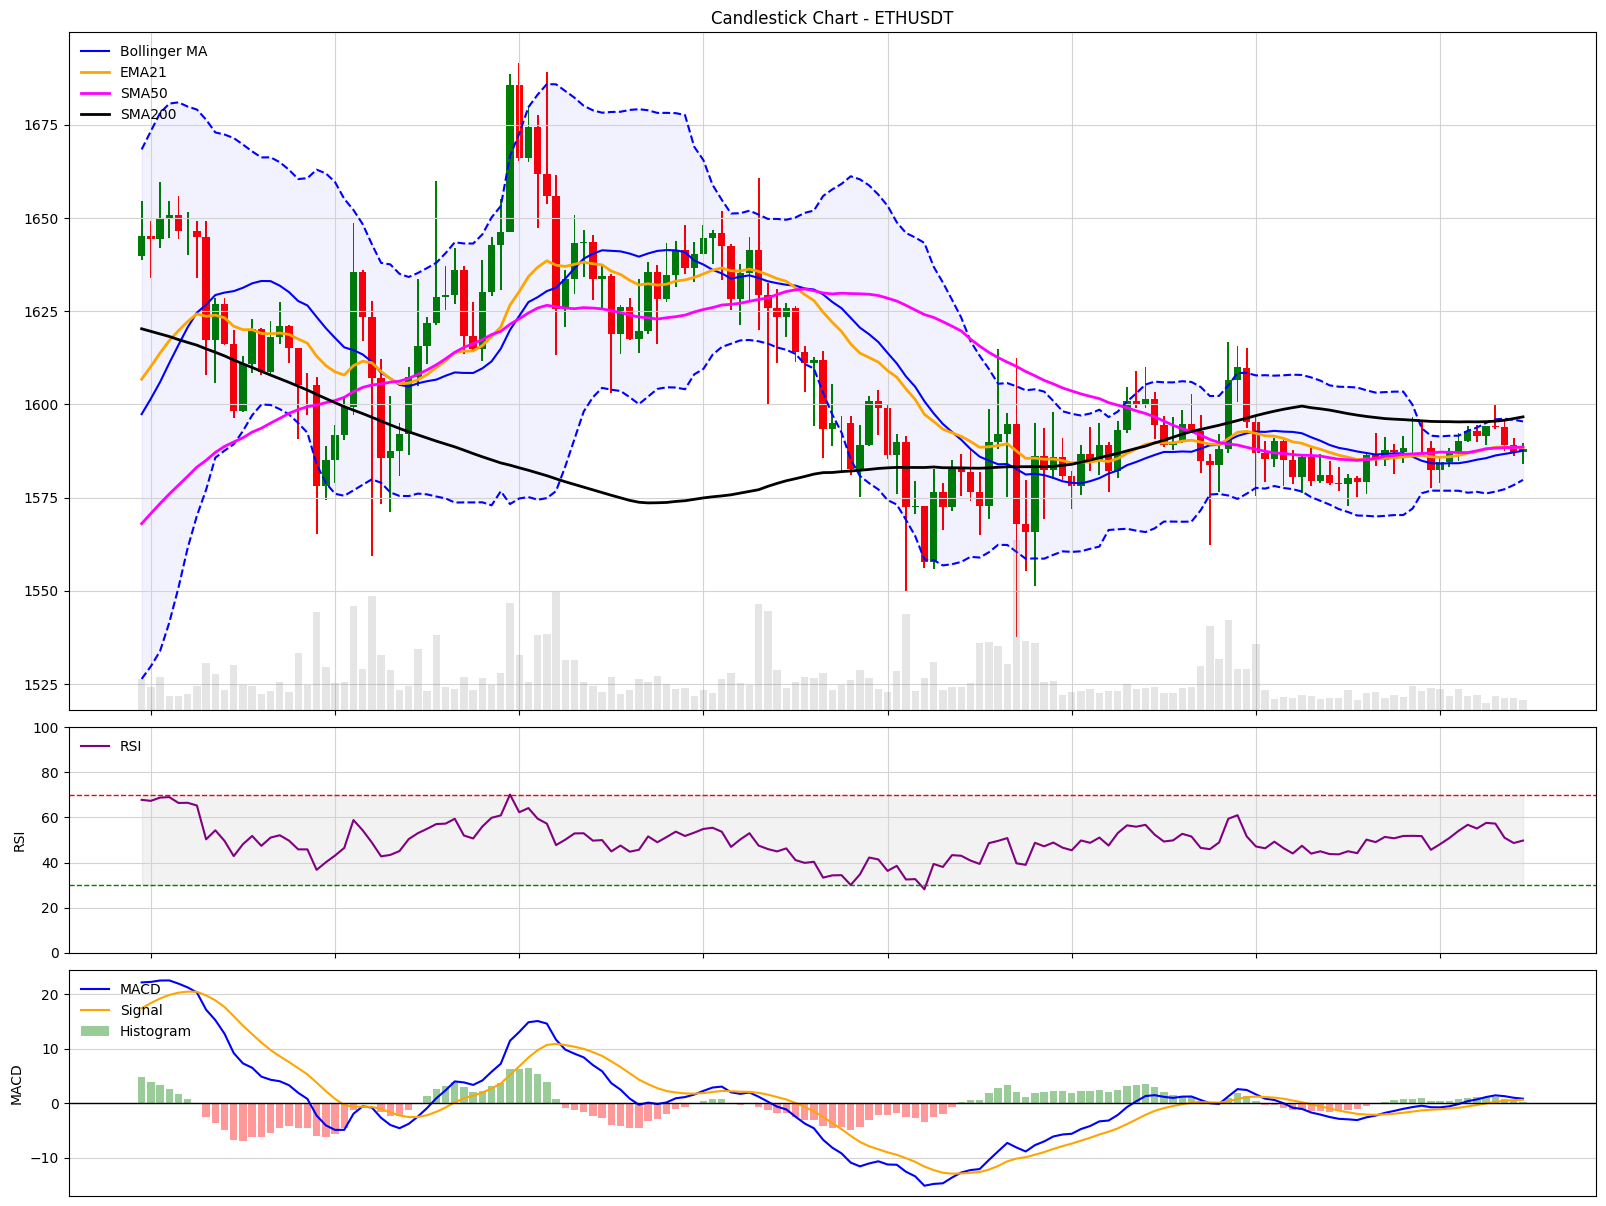 Candlestick Chart - ETHUSDT
Bollinger MA
EMA21
SMA50
SMA200
1675
1650
1625
1600
1575
1550
1525
RSI
100
80
60
40
20
0
RSI
MACD
Signal
Histogram
20
10
0
−10
MACD